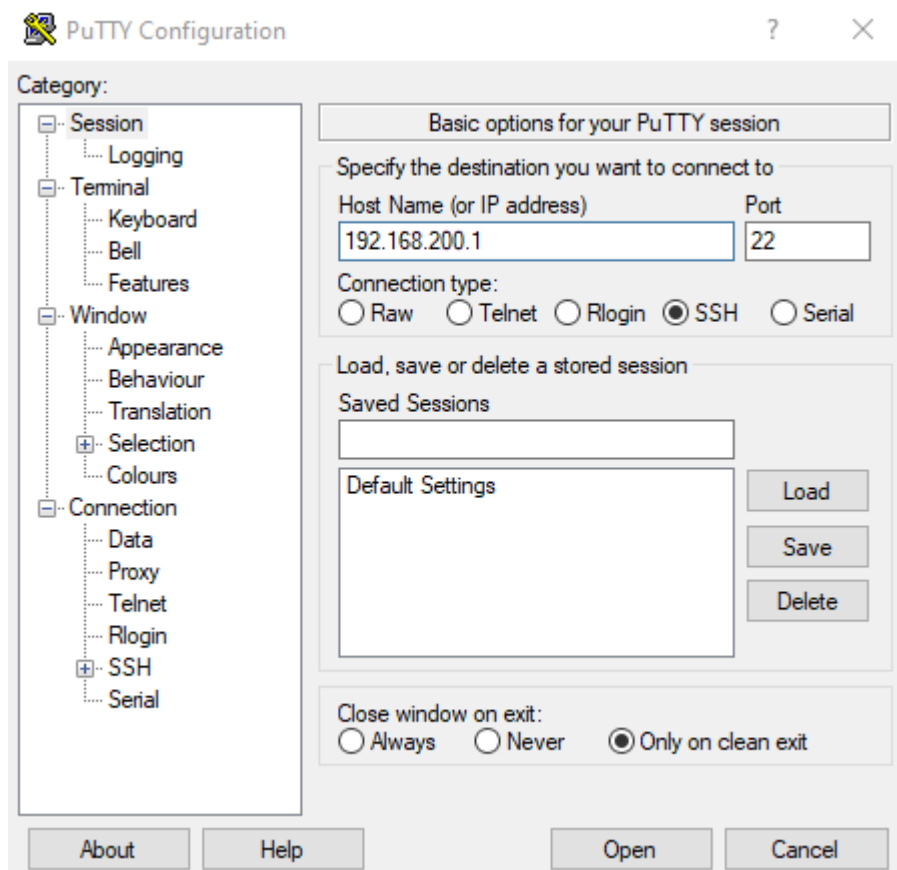 PuTTY Configuration
?
Category:
Session
Logging
Terminal
Keyboard
Bell
Features
Window
Appearance
Behaviour
Translation
Selection
Colours
Connection
Data
Proxy
Telnet
Rlogin
SSH
Serial
Basic options for your PuTTY session
Specify the destination you want to connect to
Host Name (or IP address) Port
192.168.200.1 22
Connection type:
Raw Telnet Rlogin SSH Serial
Load, save or delete a stored session
Saved Sessions
Default Settings
Load
Save
Delete
Close window on exit:
Always Never Only on clean exit
About Help Open Cancel